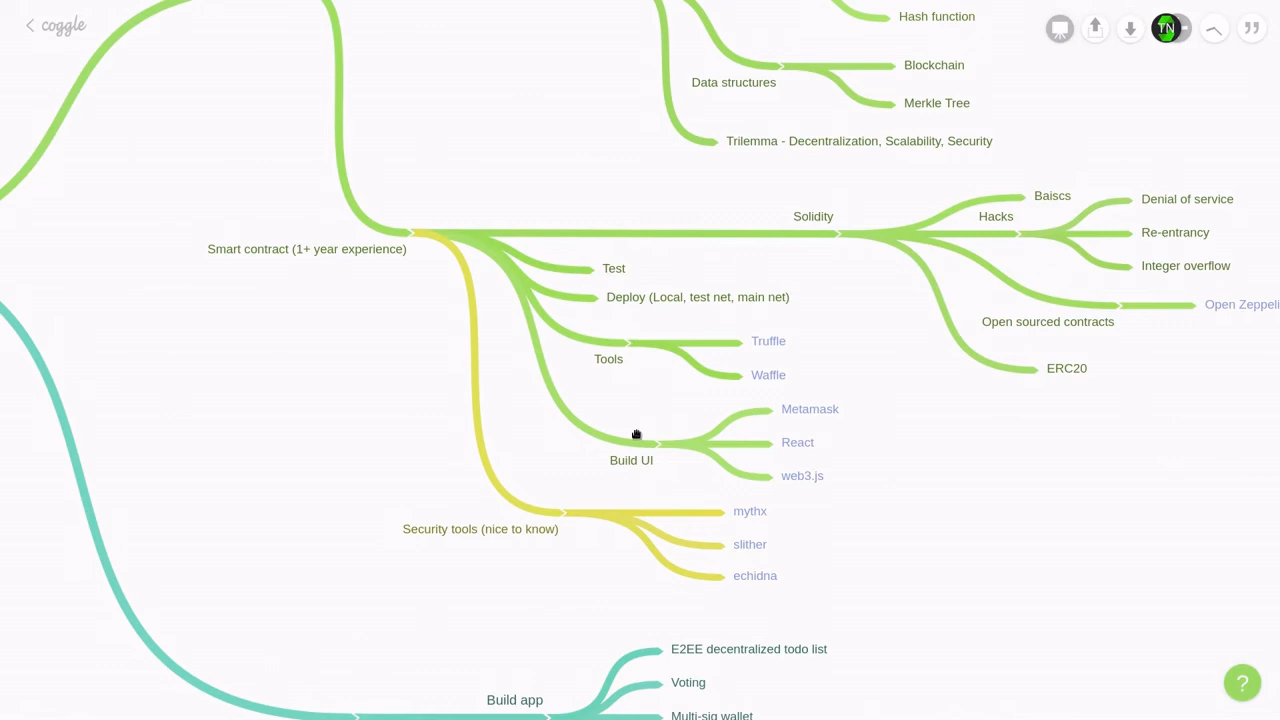 coggle
Hash function
TN
Blockchain
Data structures
Merkle Tree
Trilemma - Decentralization, Scalability, Security
Baiscs
Denial of service
Solidity
Hacks
Re-entrancy
Smart contract (1+ year experience)
Integer overflow
Test
Deploy (Local, test net, main net)
Open Zeppeli
Open sourced contracts
Truffle
Tools
ERC20
Waffle
Metamask
React
Build UI
web3.js
mythx
Security tools (nice to know)
slither
echidna
E2EE decentralized todo list
Voting
?
Build app
Multi-sig wallet